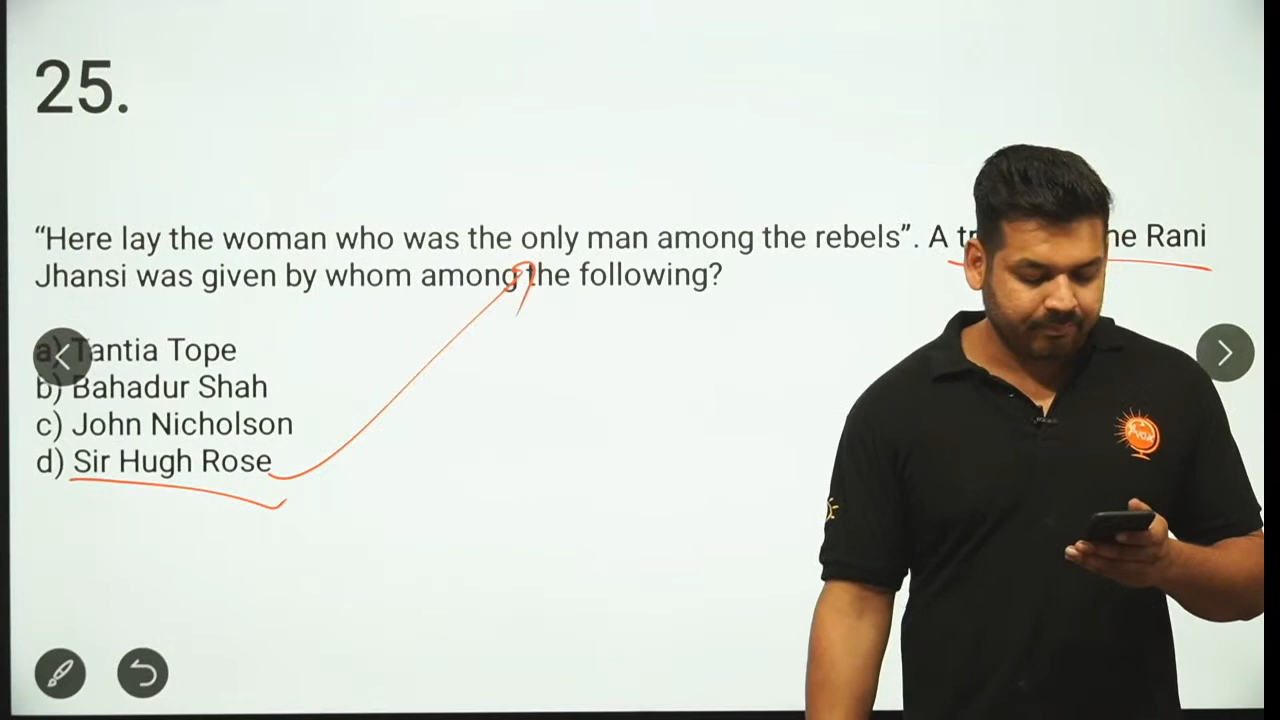 25.
“Here lay the woman who was the only man among the rebels”. A Rani
Jhansi was given by whom among the following?
a) Tantia Tope
b) Bahadur Shah
c) John Nicholson
d) Sir Hugh Rose